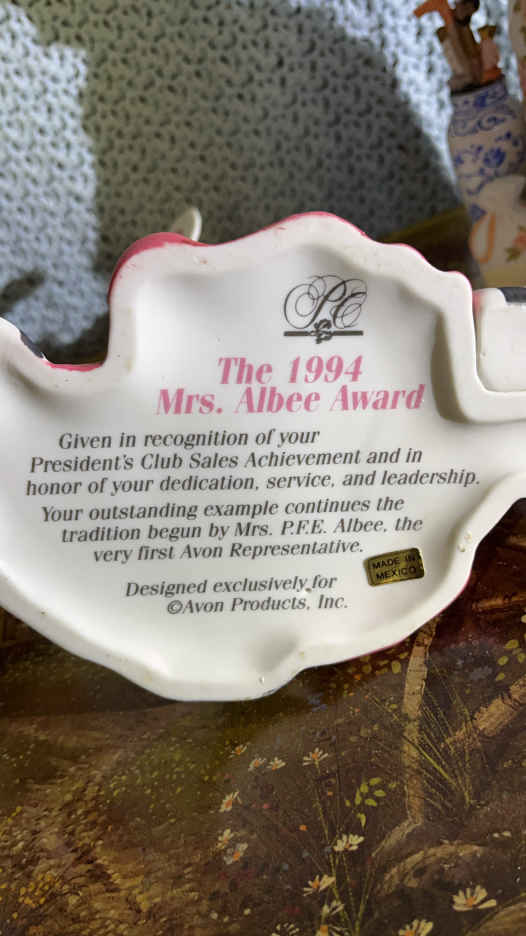 PFE
The 1994
Mrs. Albee Award
Given in recognition of your
President's Club Sales Achievement and in
honor of your dedication, service, and leadership.
Your outstanding example continues the
tradition begun by Mrs. P.F.E. Albee, the
very first Avon Representative.
MADE IN
MEXICO
Designed exclusively for
©Avon Products, Inc.